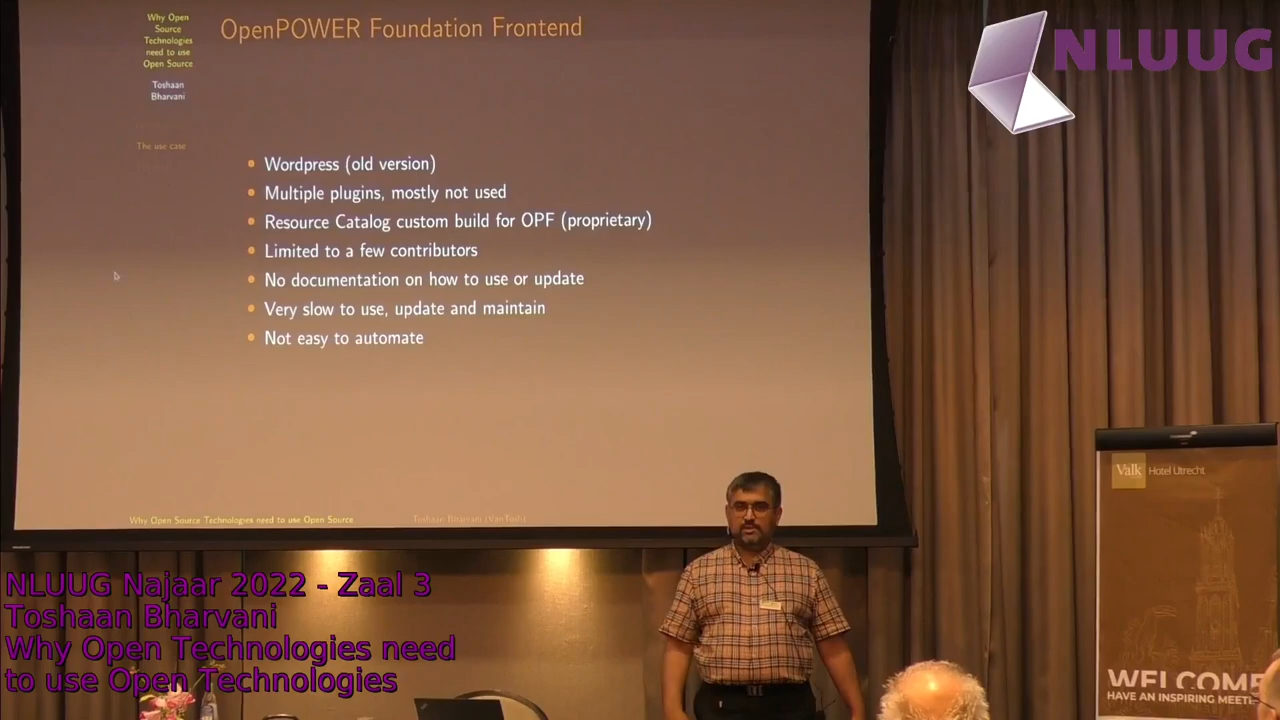 Why Open
Source
Technologies
need to use
Open Source
Toshaan
Bharvani
The use case
OpenPOWER Foundation Frontend
Wordpress (old version)
Multiple plugins, mostly not used
Resource Catalog custom build for OPF (proprietary)
Limited to a few contributors
No documentation on how to use or update
Very slow to use, update and maintain
Not easy to automate
Why Open Source Technologies need to use Open Source
Toshaan Bharvani (VanTosh)
NLUUG
Valk Hotel Utrecht
WELCOME
HAVE AN INSPIRING
NLUUG Najaar 2022 - Zaal 3
Toshaan Bharvani
Why Open Technologies need
to use Open Technologies